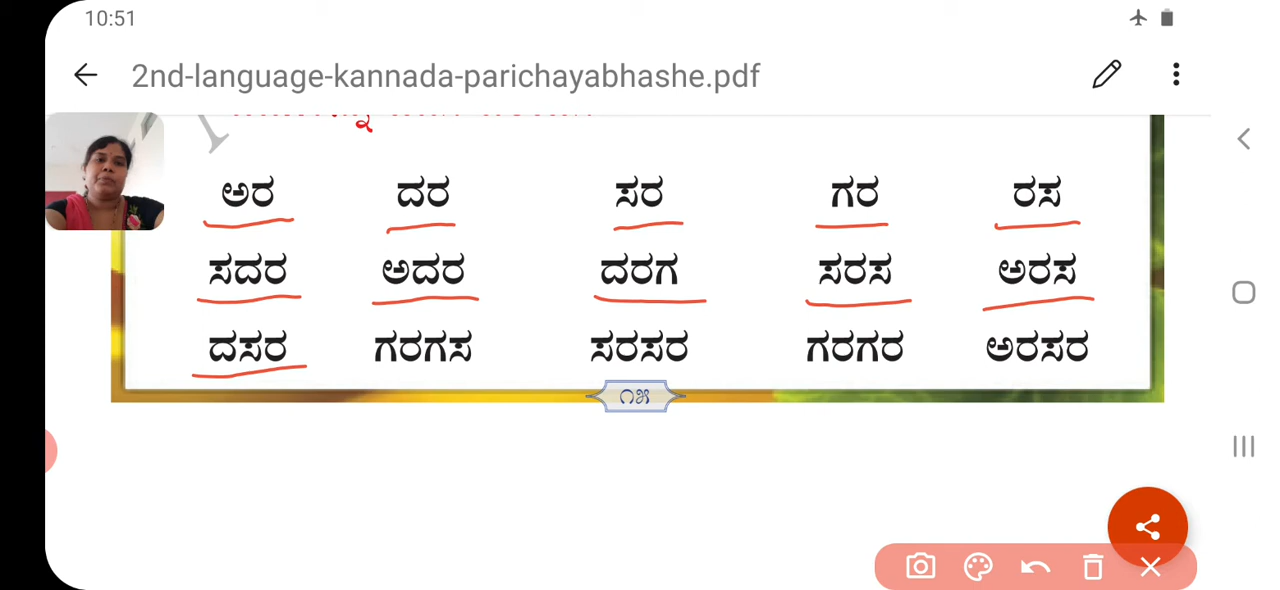 10:51
2nd-language-kannada-parichayabhashe.pdf
ಅರ ದರ ಸರ ಗರ ರಸ
ಸದರ ಅದರ ದರಗ ಸರಸ ಅರಸ
ದಸರ ಗರಗಸ ಸರಸರ ಗರಗರ ಅರಸರ
೧೫